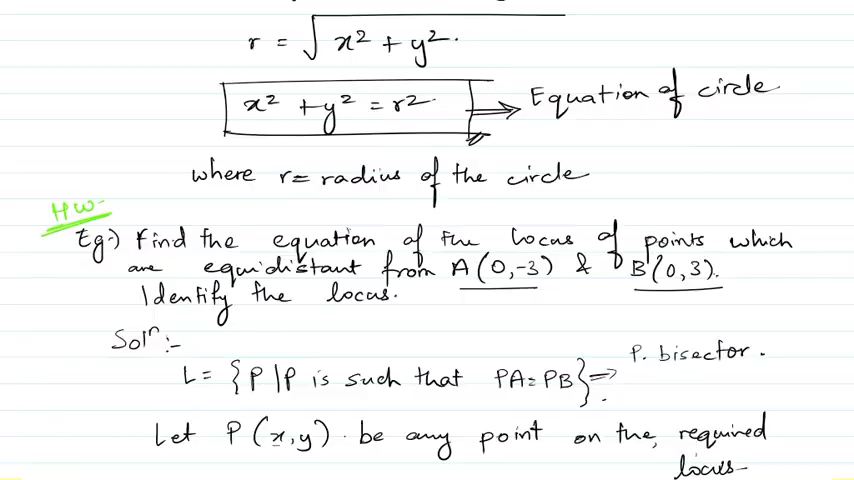 r = √x² + y².
x² + y² = r². ⇒ Equation of circle
where r = radius of the circle
HW-
Eg:-) Find the equation of the locus of points which
are equidistant from A(0,-3) & B(0, 3).
Identify the locus.
Solⁿ:-
L = {P | P is such that PA = PB} ⇒ P. bisector.
Let P(x,y). be any point on the, required
locus-